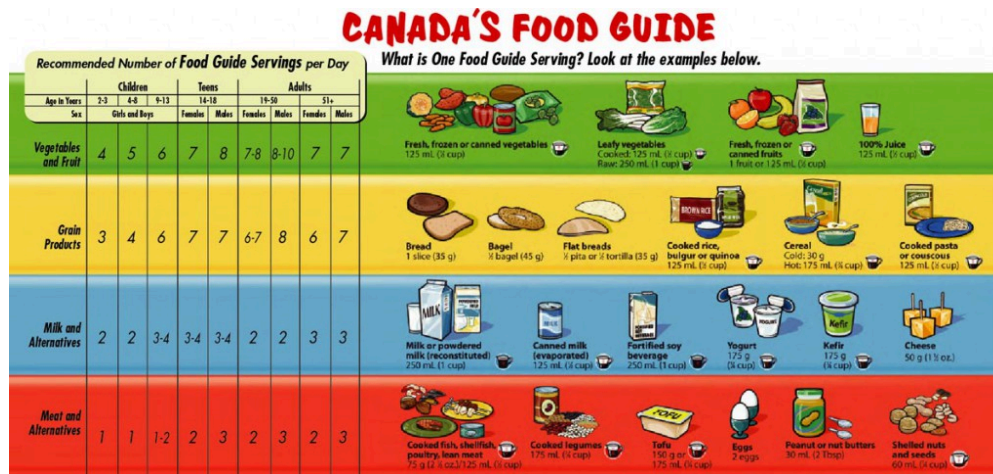 CANADA'S FOOD GUIDE
Recommended Number of Food Guide Servings per Day
What is One Food Guide Serving? Look at the examples below.
Children Teens Adults
Age in Years 2-3 4-8 9-13 14-18 19-50 51+
Sex Girls and Boys Females Males Females Males Females Males
Vegetables
and Fruit
4 5 6 7 8 7-8 8-10 7 7
Fresh, frozen or canned vegetables
125 mL (½ cup)
Leafy vegetables
Cooked: 125 mL (½ cup)
Raw: 250 mL (1 cup)
Fresh, frozen or
canned fruits
1 fruit or 125 mL (½ cup)
100% Juice
125 mL (½ cup)
Grain
Products
3 4 6 7 7 6-7 8 6 7
BROWN RICE
Bread
1 slice (35 g)
Bagel
½ bagel (45 g)
Flat breads
½ pita or ½ tortilla (35 g)
Cooked rice,
bulgur or quinoa
125 mL (½ cup)
Cereal
Cold: 30 g
Hot: 175 mL (¾ cup)
Cooked pasta
or couscous
125 mL (½ cup)
Milk and
Alternatives
2 2 3-4 3-4 3-4 2 2 3 3
MILK
MILK
YOGURT
Kefir
Milk or powdered
milk (reconstituted)
250 mL (1 cup)
Canned milk
(evaporated)
125 mL (½ cup)
Fortified soy
beverage
250 mL (1 cup)
Yogurt
175 g
(¾ cup)
Kefir
175 g
(¾ cup)
Cheese
50 g (1 ½ oz.)
Meat and
Alternatives
1 1 1-2 2 3 2 3 2 3
TOFU
Cooked fish, shellfish,
poultry, lean meat
75 g (2 ½ oz.)/125 mL (½ cup)
Cooked legumes
175 mL (¾ cup)
Tofu
150 g or
175 mL (¾ cup)
Eggs
2 eggs
Peanut or nut butters
30 mL (2 Tbsp)
Shelled nuts
and seeds
60 mL (¼ cup)